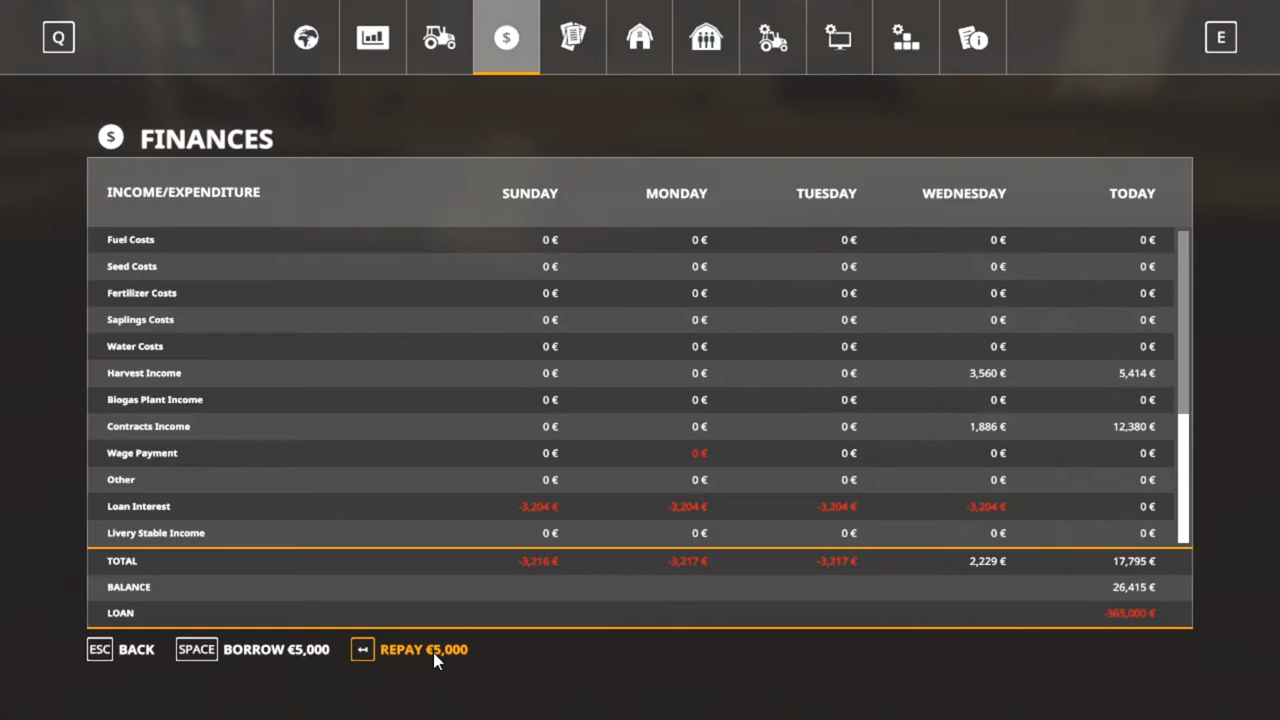 Q E
FINANCES
INCOME/EXPENDITURE SUNDAY MONDAY TUESDAY WEDNESDAY TODAY
Fuel Costs 0 € 0 € 0 € 0 € 0 €
Seed Costs 0 € 0 € 0 € 0 € 0 €
Fertilizer Costs 0 € 0 € 0 € 0 € 0 €
Saplings Costs 0 € 0 € 0 € 0 € 0 €
Water Costs 0 € 0 € 0 € 0 € 0 €
Harvest Income 0 € 0 € 0 € 3,560 € 5,414 €
Biogas Plant Income 0 € 0 € 0 € 0 € 0 €
Contracts Income 0 € 0 € 0 € 1,886 € 12,380 €
Wage Payment 0 € 0 € 0 € 0 € 0 €
Other 0 € 0 € 0 € 0 € 0 €
Loan Interest -3,204 € -3,204 € -3,204 € -3,204 € 0 €
Livery Stable Income 0 € 0 € 0 € 0 € 0 €
TOTAL -3,216 € -3,217 € -3,217 € 2,229 € 17,795 €
BALANCE 26,415 €
LOAN -365,000 €
ESC BACK SPACE BORROW €5,000 REPAY €5,000